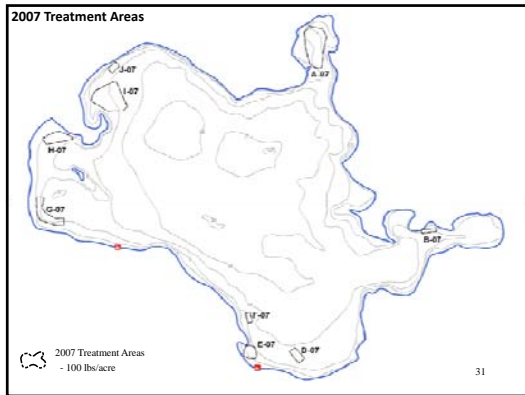 2007 Treatment Areas
J-07
I-07
A-07
H-07
G-07
B-07
F-07
E-07
D-07
2007 Treatment Areas
- 100 lbs/acre
31